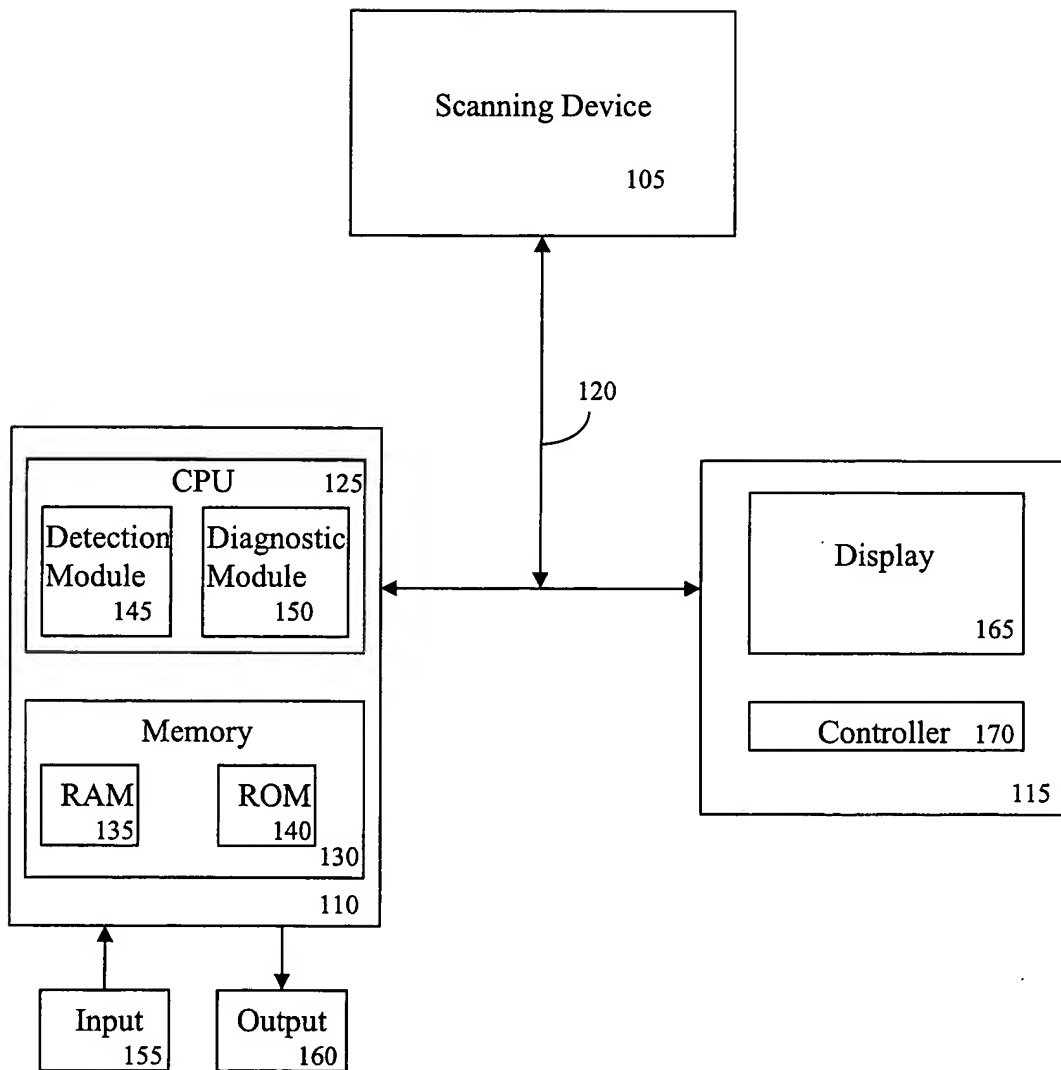 Scanning Device
105
120
CPU 125
Detection
Module
145
Diagnostic
Module
150
Memory
RAM
135
ROM
140
130
110
Input
155
Output
160
Display
165
Controller 170
115